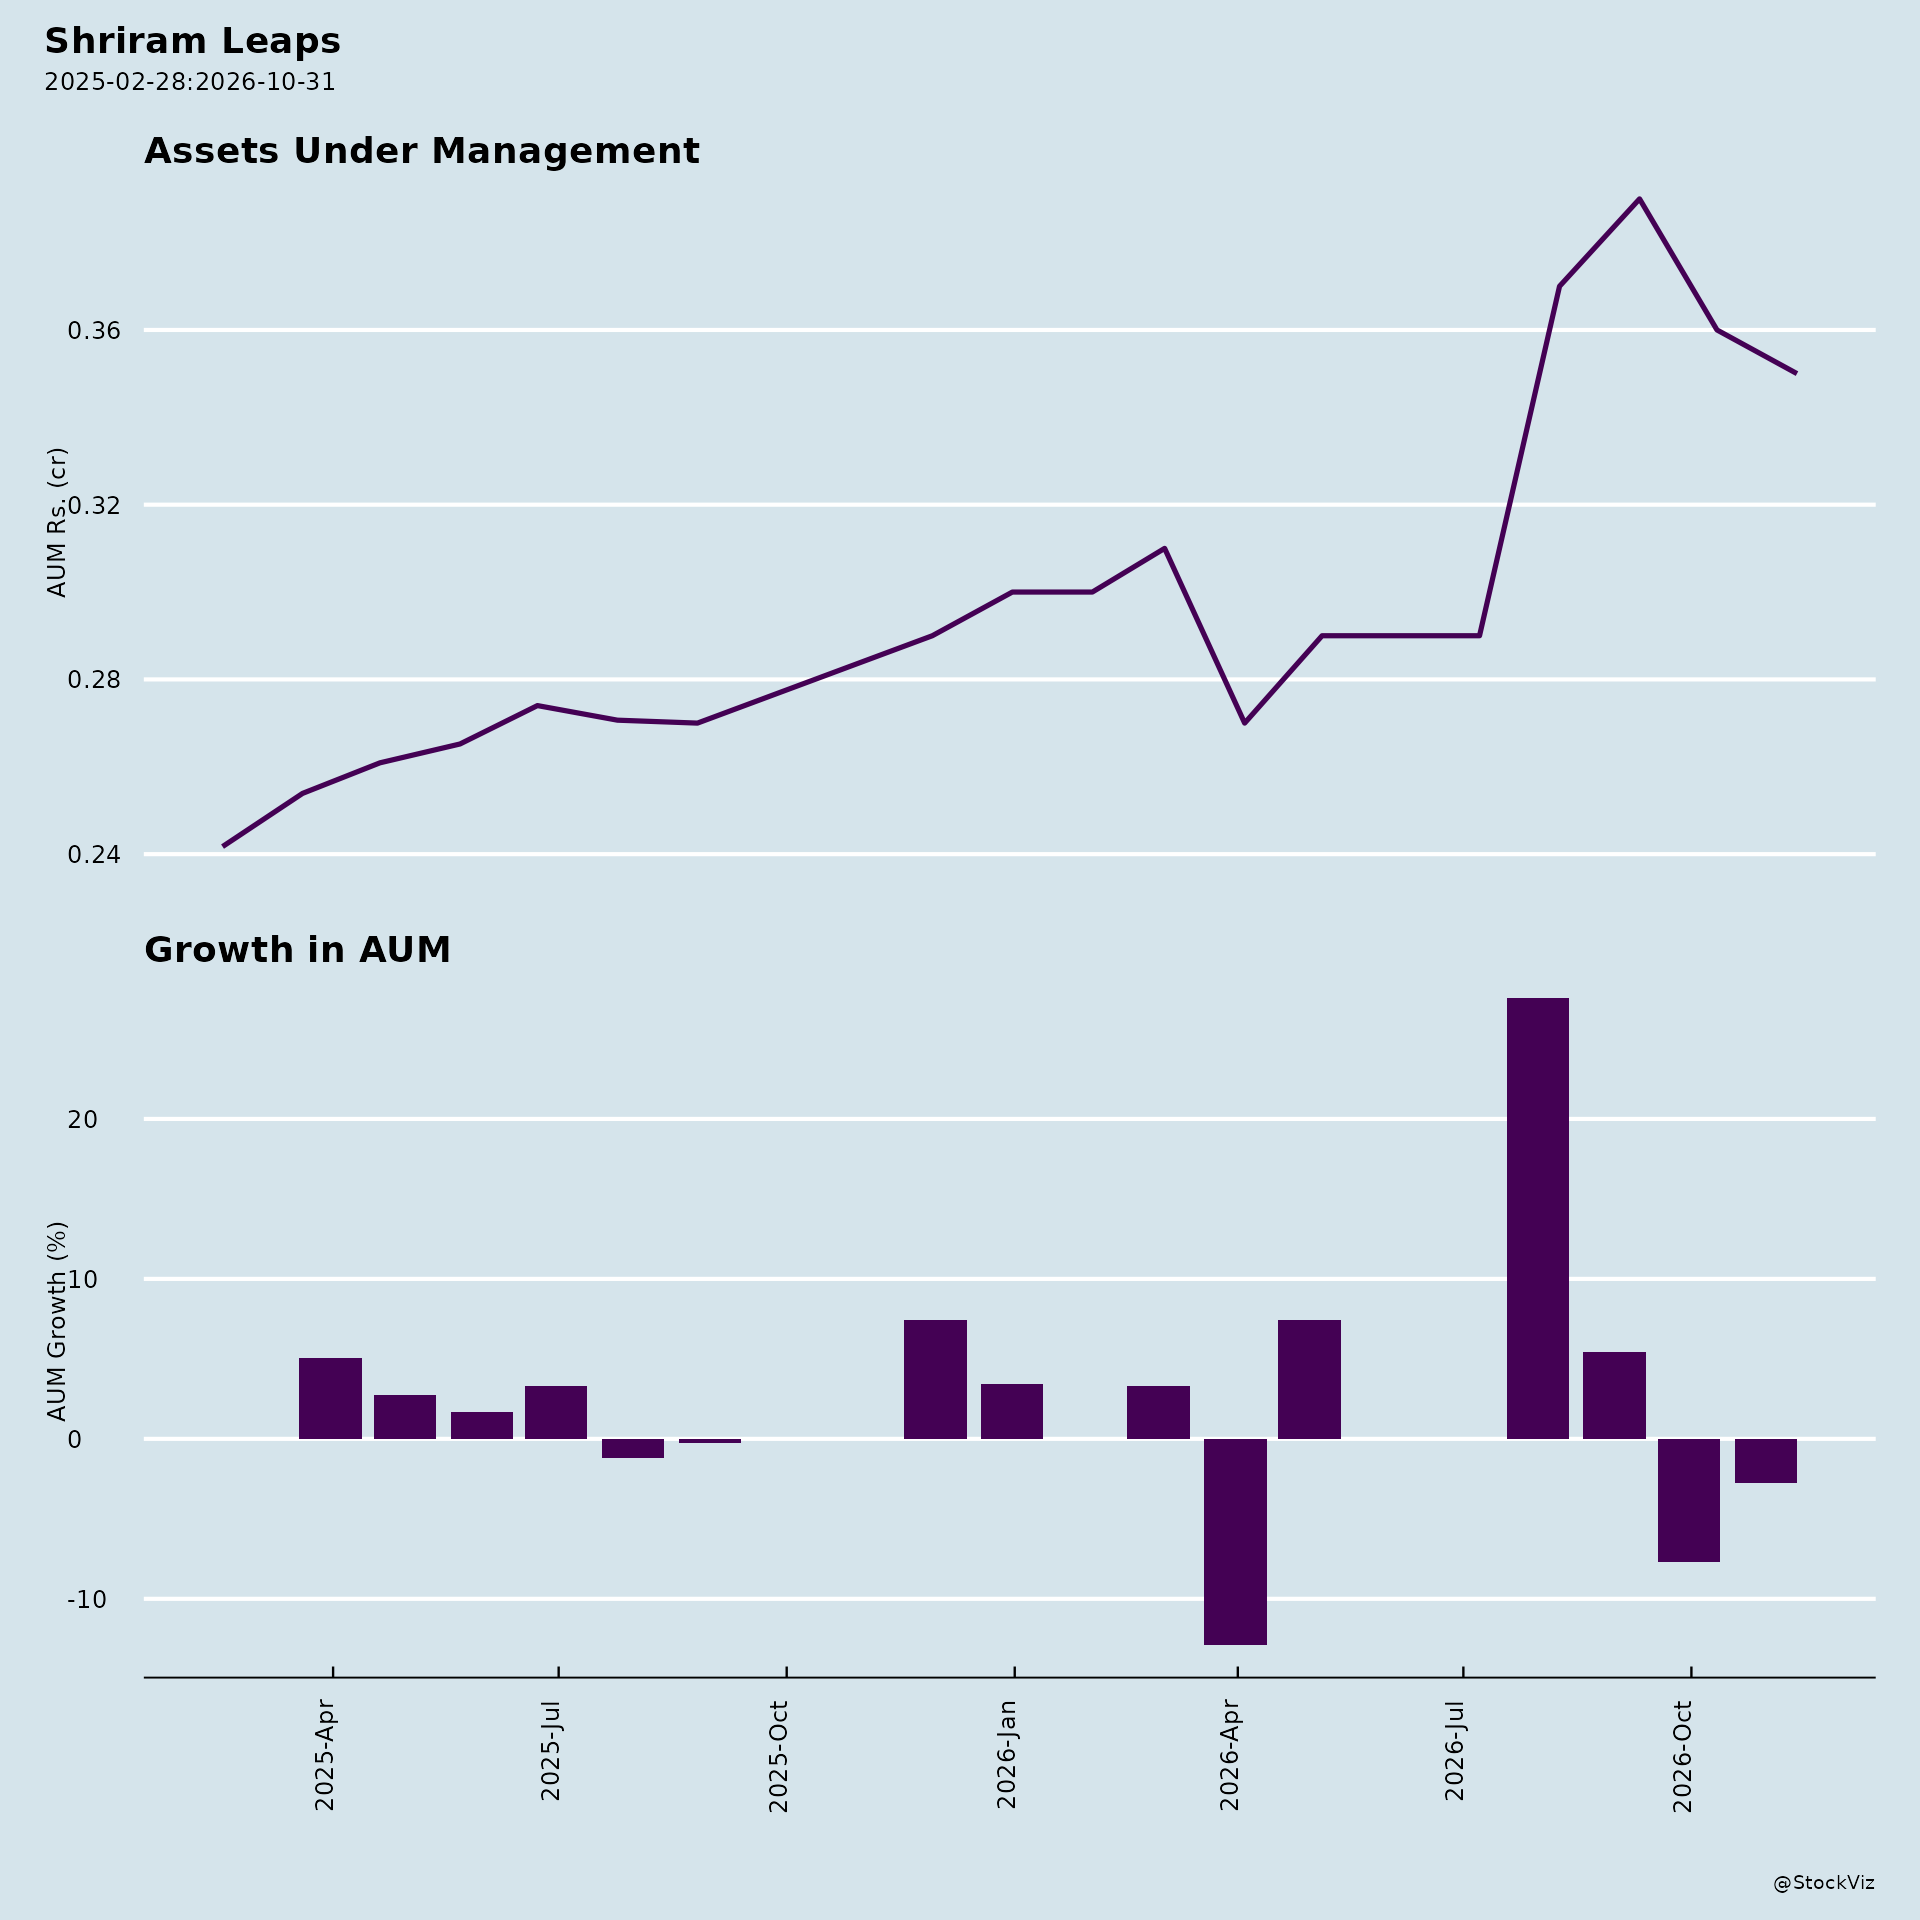 Shriram Leaps
2025-02-28:2026-10-31
Assets Under Management
AUM Rs. (cr)
0.36
0.32
0.28
0.24
Growth in AUM
AUM Growth (%)
20
10
0
-10
2025-Apr
2025-Jul
2025-Oct
2026-Jan
2026-Apr
2026-Jul
2026-Oct
@StockViz